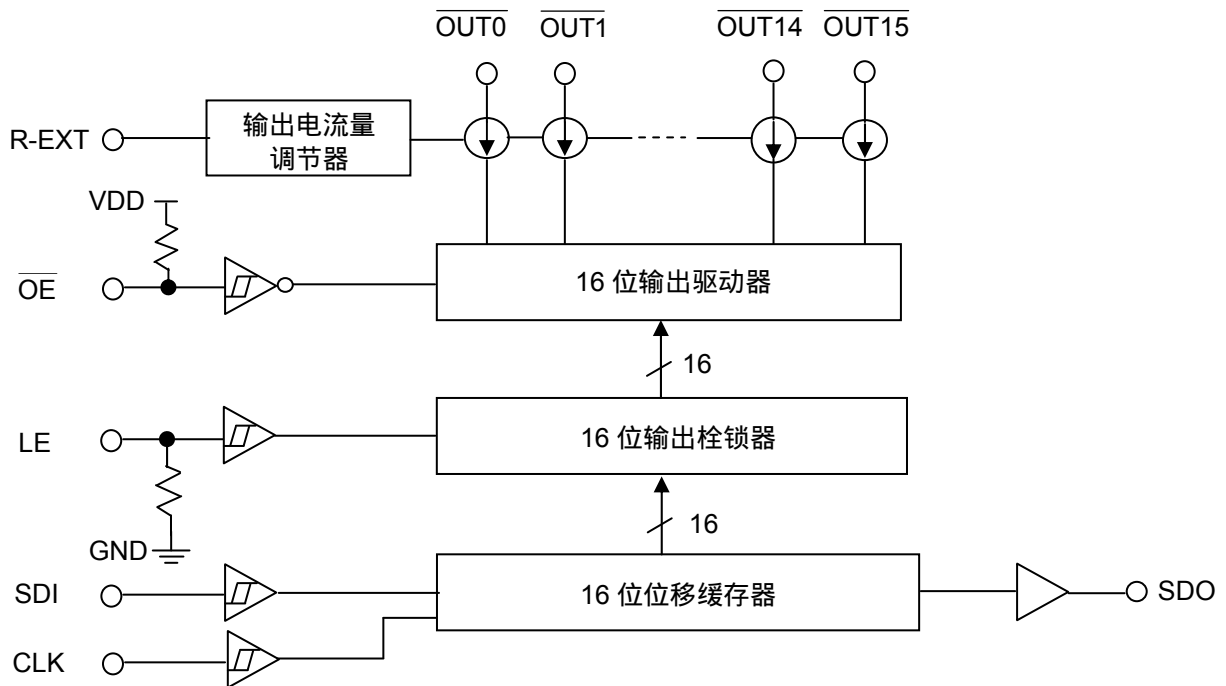 OUT0 OUT1 OUT14 OUT15
R-EXT
输出电流量
调节器
VDD
OE
16 位输出驱动器
16
LE
16 位输出栓锁器
16
GND
SDI
16 位位移缓存器
SDO
CLK